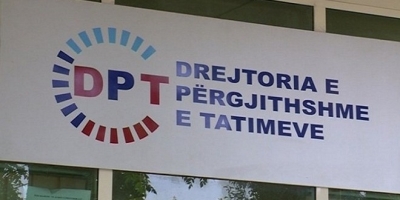 DPT
DREJTORIA E
PËRGJITHSHME
E TATIMEVE